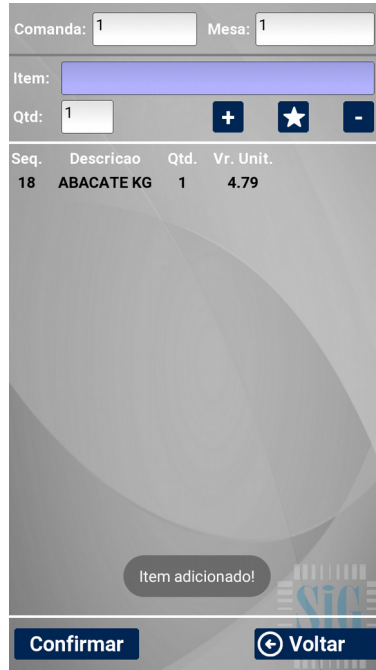 Comanda: 1 Mesa: 1
Item:
Qtd: 1 + ★ -
Seq. Descricao Qtd. Vr. Unit.
18 ABACATE KG 1 4.79
Item adicionado!
SiG
Confirmar Voltar